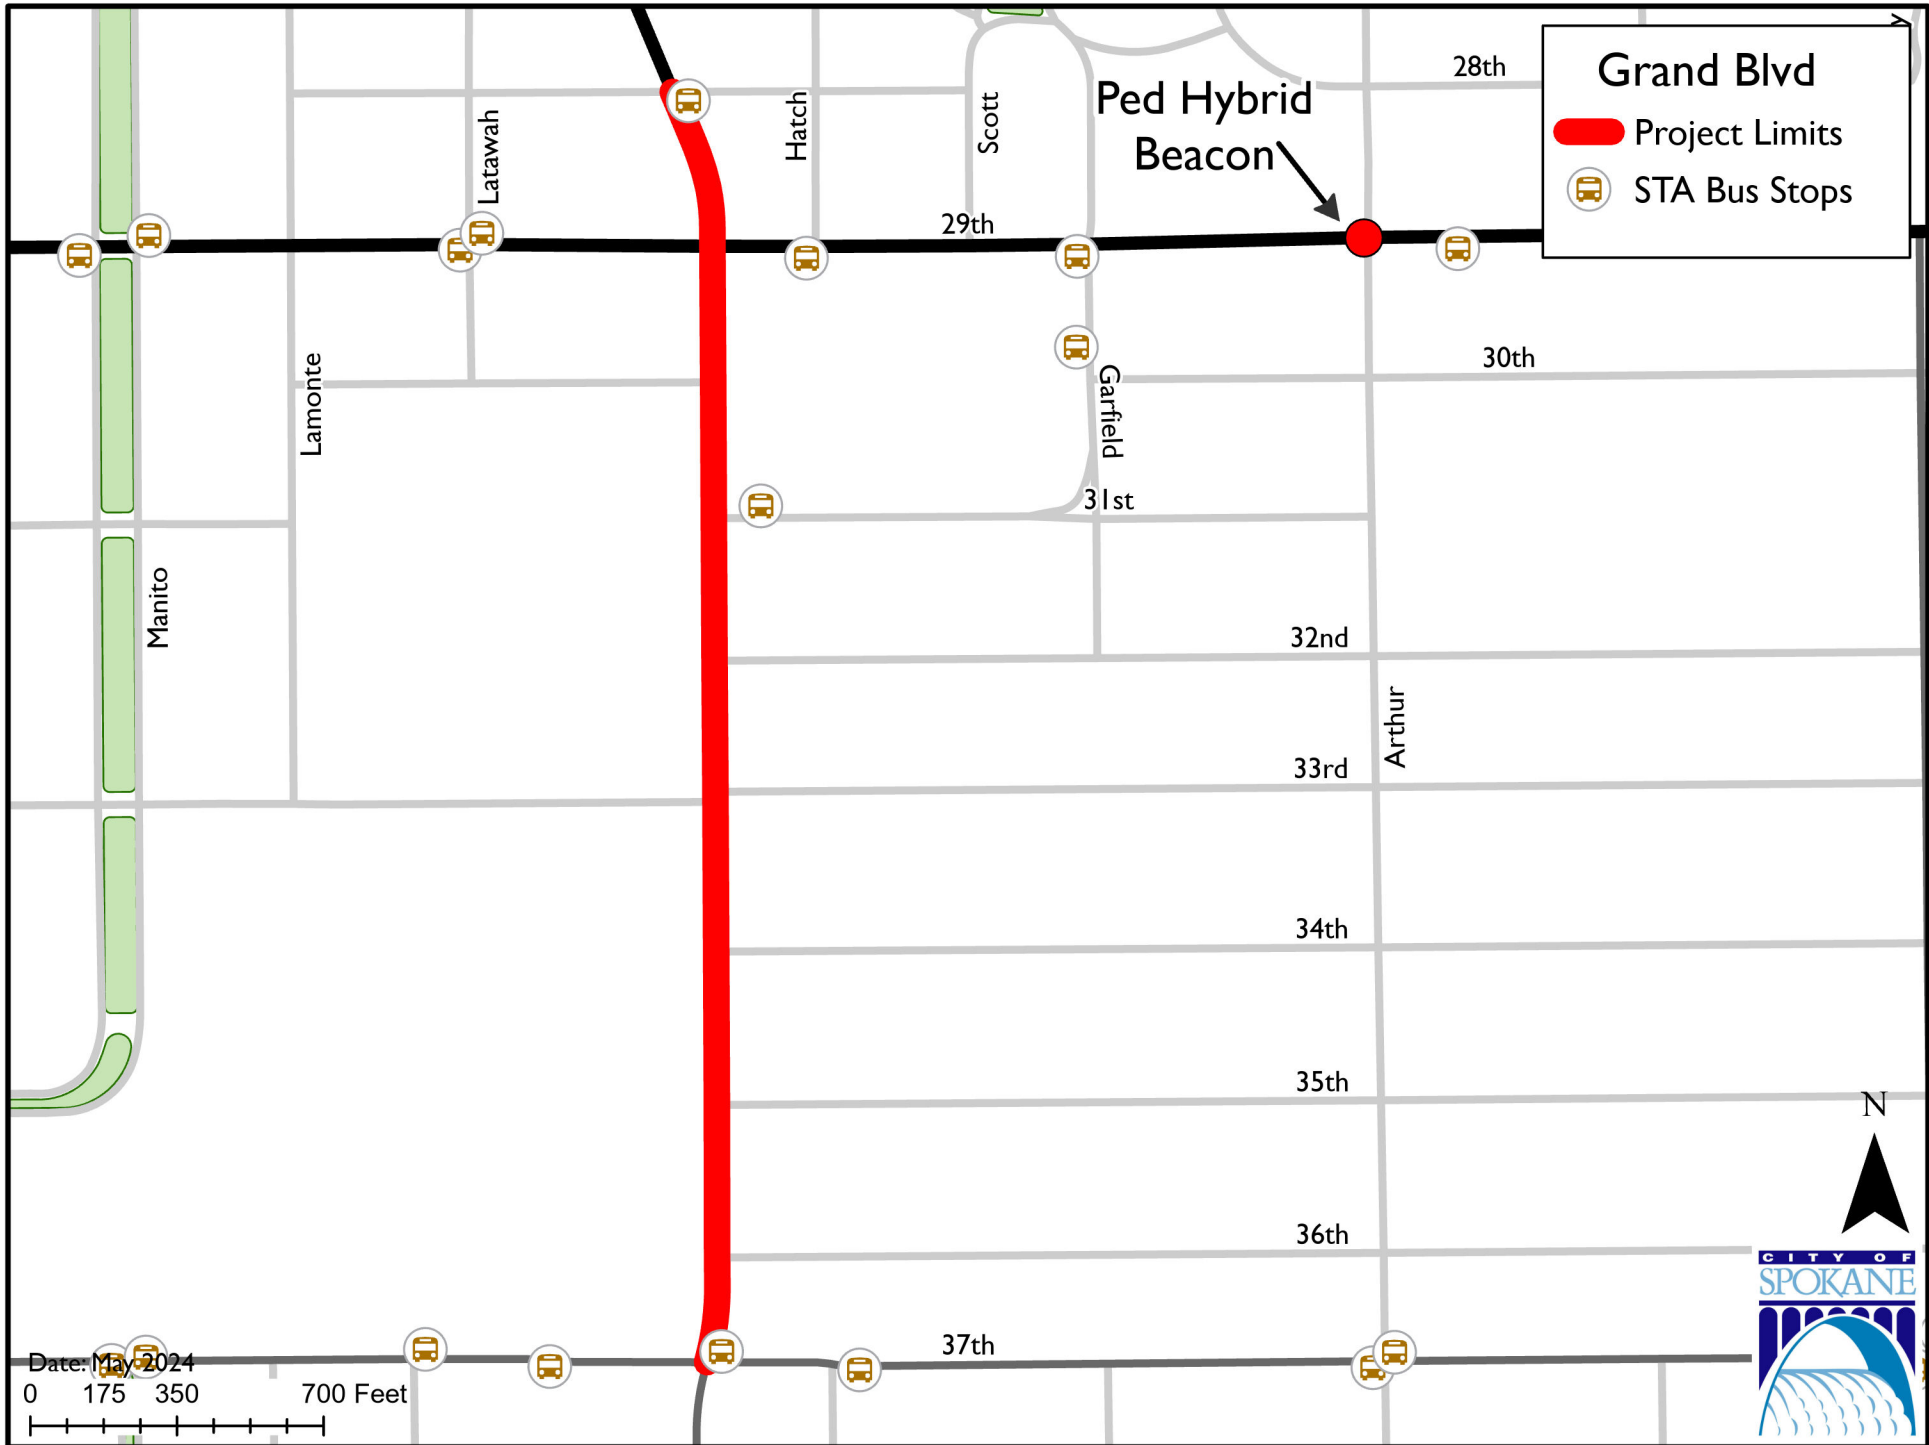 28th
Grand Blvd
Project Limits
STA Bus Stops
Ped Hybrid
Beacon
Latawah
Hatch
Scott
29th
Lamonte
Garfield
30th
31st
Manito
32nd
Arthur
33rd
34th
35th
N
36th
CITY OF
SPOKANE
37th
Date: May 2024
0 175 350 700 Feet